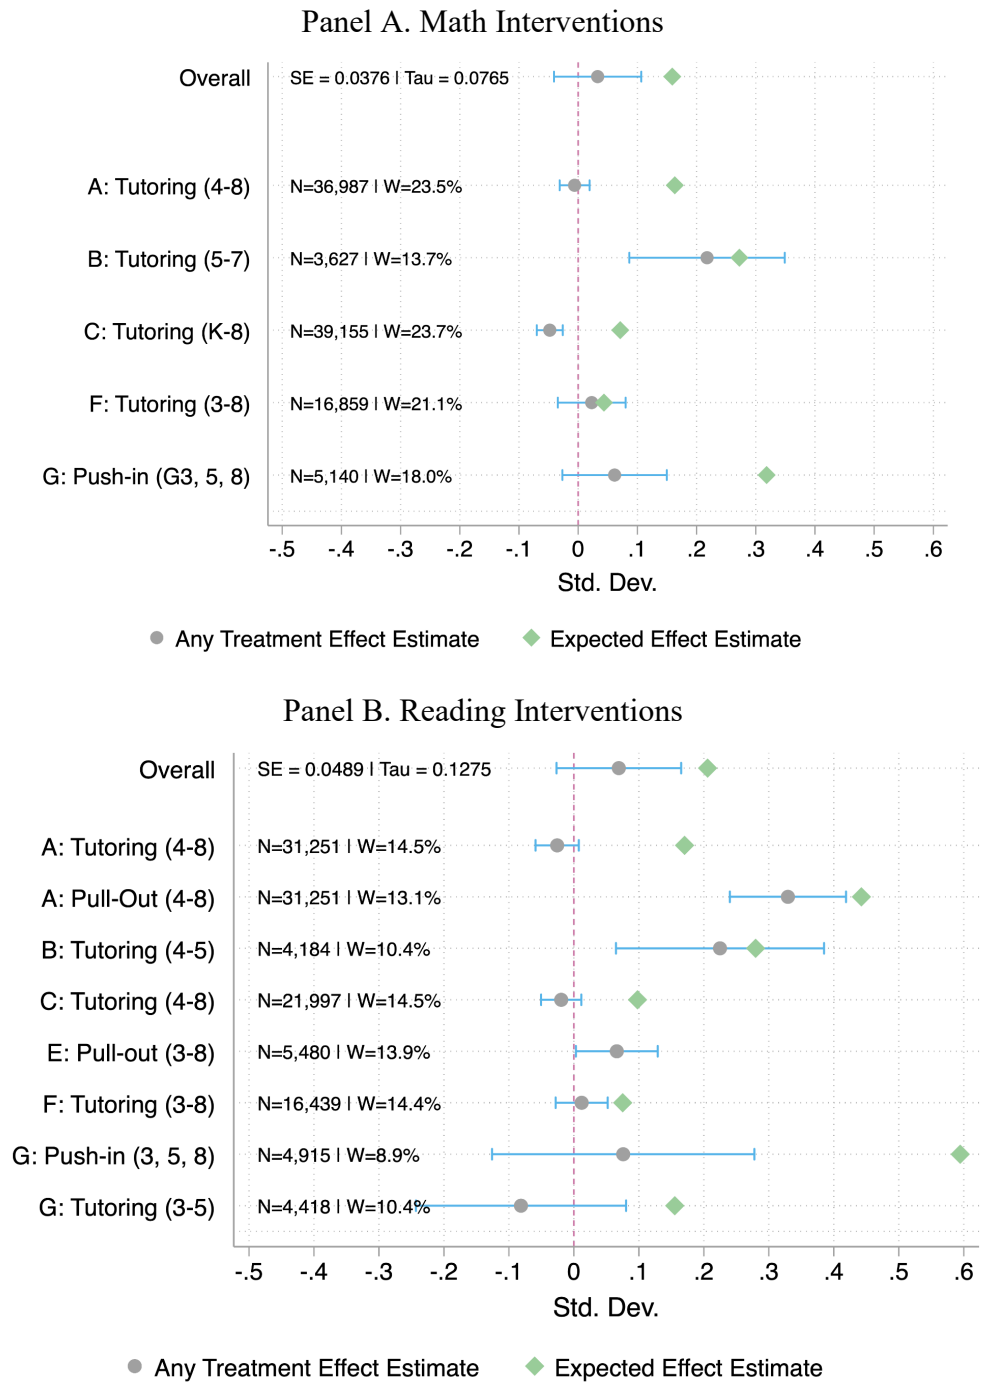 Panel A. Math Interventions
Overall SE = 0.0376 | Tau = 0.0765
A: Tutoring (4-8) N=36,987 | W=23.5%
B: Tutoring (5-7) N=3,627 | W=13.7%
C: Tutoring (K-8) N=39,155 | W=23.7%
F: Tutoring (3-8) N=16,859 | W=21.1%
G: Push-in (G3, 5, 8) N=5,140 | W=18.0%
-.5 -.4 -.3 -.2 -.1 0 .1 .2 .3 .4 .5 .6
Std. Dev.
Any Treatment Effect Estimate Expected Effect Estimate
Panel B. Reading Interventions
Overall SE = 0.0489 | Tau = 0.1275
A: Tutoring (4-8) N=31,251 | W=14.5%
A: Pull-Out (4-8) N=31,251 | W=13.1%
B: Tutoring (4-5) N=4,184 | W=10.4%
C: Tutoring (4-8) N=21,997 | W=14.5%
E: Pull-out (3-8) N=5,480 | W=13.9%
F: Tutoring (3-8) N=16,439 | W=14.4%
G: Push-in (3, 5, 8) N=4,915 | W=8.9%
G: Tutoring (3-5) N=4,418 | W=10.4%
-.5 -.4 -.3 -.2 -.1 0 .1 .2 .3 .4 .5 .6
Std. Dev.
Any Treatment Effect Estimate Expected Effect Estimate